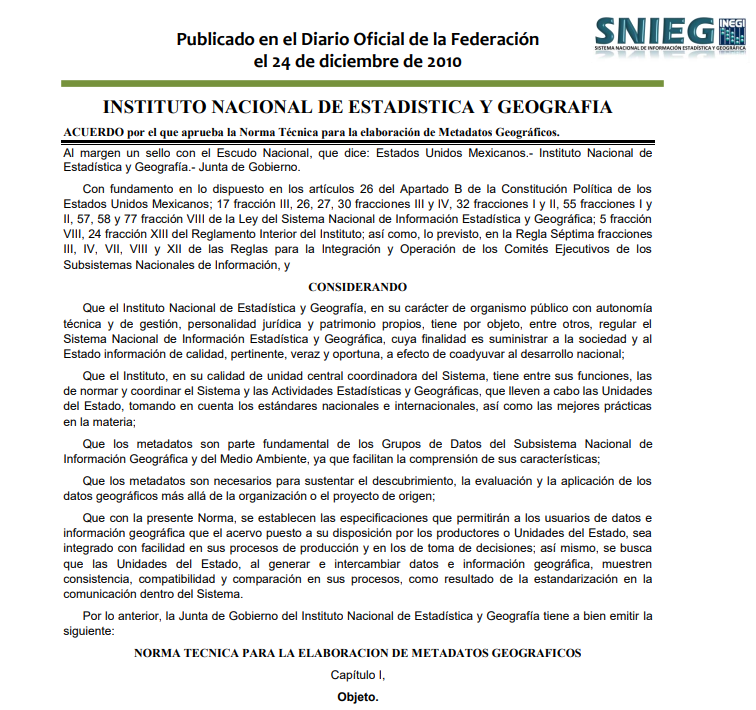 Publicado en el Diario Oficial de la Federación
el 24 de diciembre de 2010
SNIEG
INEGI
SISTEMA NACIONAL DE INFORMACIÓN ESTADÍSTICA Y GEOGRÁFICA
INSTITUTO NACIONAL DE ESTADISTICA Y GEOGRAFIA
ACUERDO por el que aprueba la Norma Técnica para la elaboración de Metadatos Geográficos.
Al margen un sello con el Escudo Nacional, que dice: Estados Unidos Mexicanos.- Instituto Nacional de
Estadística y Geografía.- Junta de Gobierno.
Con fundamento en lo dispuesto en los artículos 26 del Apartado B de la Constitución Política de los
Estados Unidos Mexicanos; 17 fracción III, 26, 27, 30 fracciones III y IV, 32 fracciones I y II, 55 fracciones I y
II, 57, 58 y 77 fracción VIII de la Ley del Sistema Nacional de Información Estadística y Geográfica; 5 fracción
VIII, 24 fracción XIII del Reglamento Interior del Instituto; así como, lo previsto, en la Regla Séptima fracciones
III, IV, VII, VIII y XII de las Reglas para la Integración y Operación de los Comités Ejecutivos de los
Subsistemas Nacionales de Información, y
CONSIDERANDO
Que el Instituto Nacional de Estadística y Geografía, en su carácter de organismo público con autonomía
técnica y de gestión, personalidad jurídica y patrimonio propios, tiene por objeto, entre otros, regular el
Sistema Nacional de Información Estadística y Geográfica, cuya finalidad es suministrar a la sociedad y al
Estado información de calidad, pertinente, veraz y oportuna, a efecto de coadyuvar al desarrollo nacional;
Que el Instituto, en su calidad de unidad central coordinadora del Sistema, tiene entre sus funciones, las
de normar y coordinar el Sistema y las Actividades Estadísticas y Geográficas, que lleven a cabo las Unidades
del Estado, tomando en cuenta los estándares nacionales e internacionales, así como las mejores prácticas
en la materia;
Que los metadatos son parte fundamental de los Grupos de Datos del Subsistema Nacional de
Información Geográfica y del Medio Ambiente, ya que facilitan la comprensión de sus características;
Que los metadatos son necesarios para sustentar el descubrimiento, la evaluación y la aplicación de los
datos geográficos más allá de la organización o el proyecto de origen;
Que con la presente Norma, se establecen las especificaciones que permitirán a los usuarios de datos e
información geográfica que el acervo puesto a su disposición por los productores o Unidades del Estado, sea
integrado con facilidad en sus procesos de producción y en los de toma de decisiones; así mismo, se busca
que las Unidades del Estado, al generar e intercambiar datos e información geográfica, muestren
consistencia, compatibilidad y comparación en sus procesos, como resultado de la estandarización en la
comunicación dentro del Sistema.
Por lo anterior, la Junta de Gobierno del Instituto Nacional de Estadística y Geografía tiene a bien emitir la
siguiente:
NORMA TECNICA PARA LA ELABORACION DE METADATOS GEOGRAFICOS
Capítulo I,
Objeto.